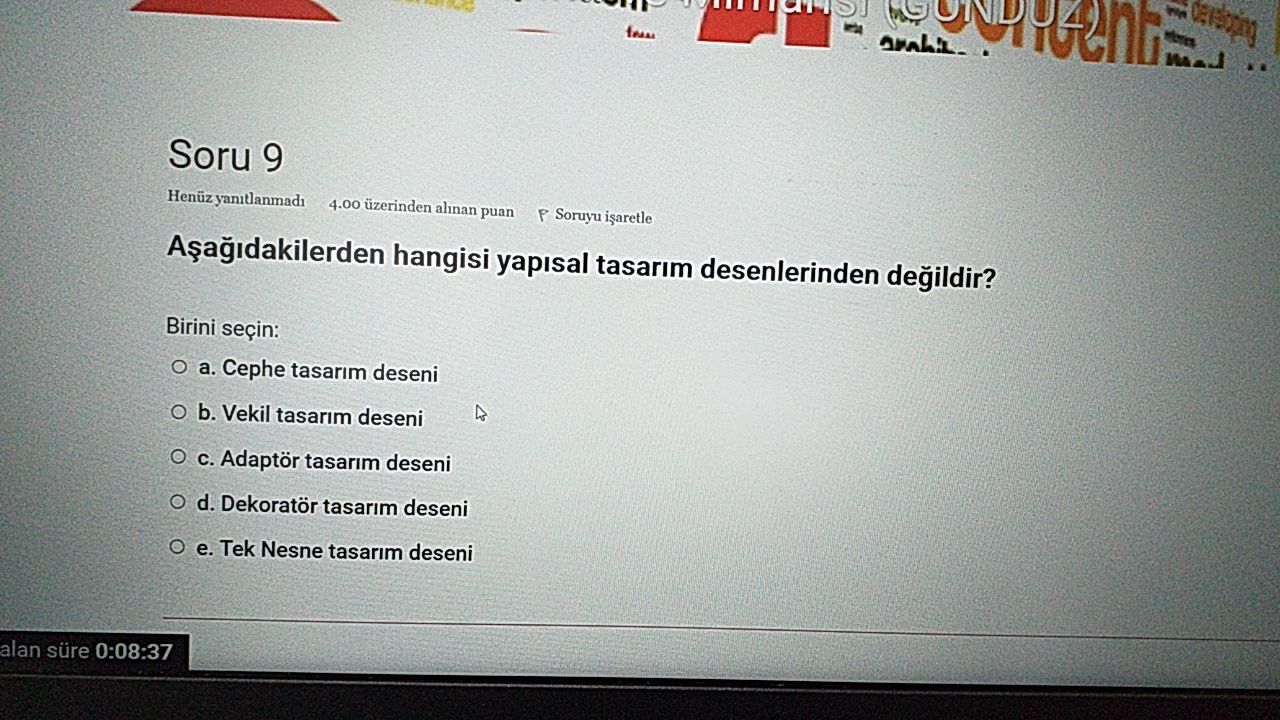 (GÜNDÜZ)
developing
Soru 9
Henüz yanıtlanmadı 4.00 üzerinden alınan puan Soruyu işaretle
Aşağıdakilerden hangisi yapısal tasarım desenlerinden değildir?
Birini seçin:
a. Cephe tasarım deseni
b. Vekil tasarım deseni
c. Adaptör tasarım deseni
d. Dekoratör tasarım deseni
e. Tek Nesne tasarım deseni
alan süre 0:08:37